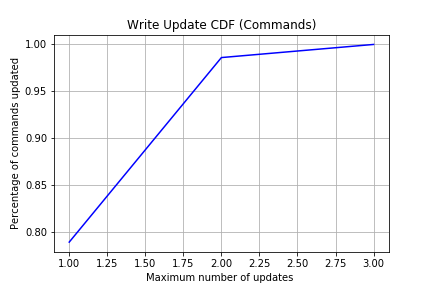 Write Update CDF (Commands)
Percentage of commands updated
1.00
0.95
0.90
0.85
0.80
1.00 1.25 1.50 1.75 2.00 2.25 2.50 2.75 3.00
Maximum number of updates